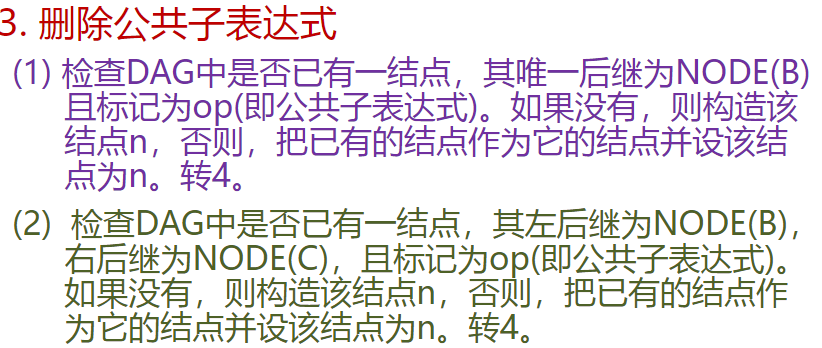 3. 删除公共子表达式
(1) 检查DAG中是否已有一结点，其唯一后继为NODE(B)
且标记为op(即公共子表达式)。如果没有，则构造该
结点n，否则，把已有的结点作为它的结点并设该结
点为n。转4。
(2) 检查DAG中是否已有一结点，其左后继为NODE(B)，
右后继为NODE(C)，且标记为op(即公共子表达式)。
如果没有，则构造该结点n，否则，把已有的结点作
为它的结点并设该结点为n。转4。